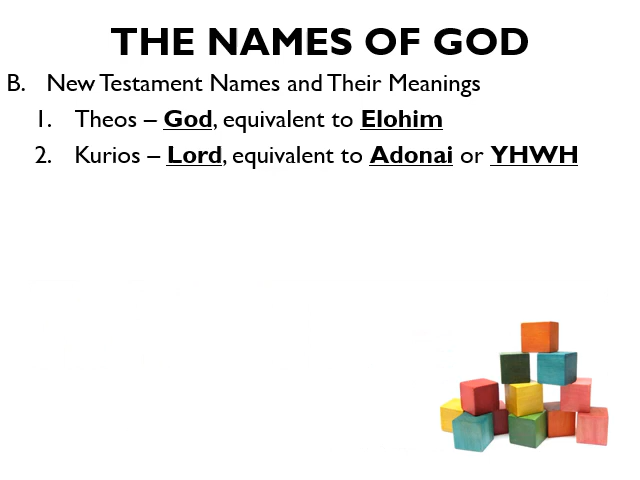 THE NAMES OF GOD
B. New Testament Names and Their Meanings
1. Theos – God, equivalent to Elohim
2. Kurios – Lord, equivalent to Adonai or YHWH